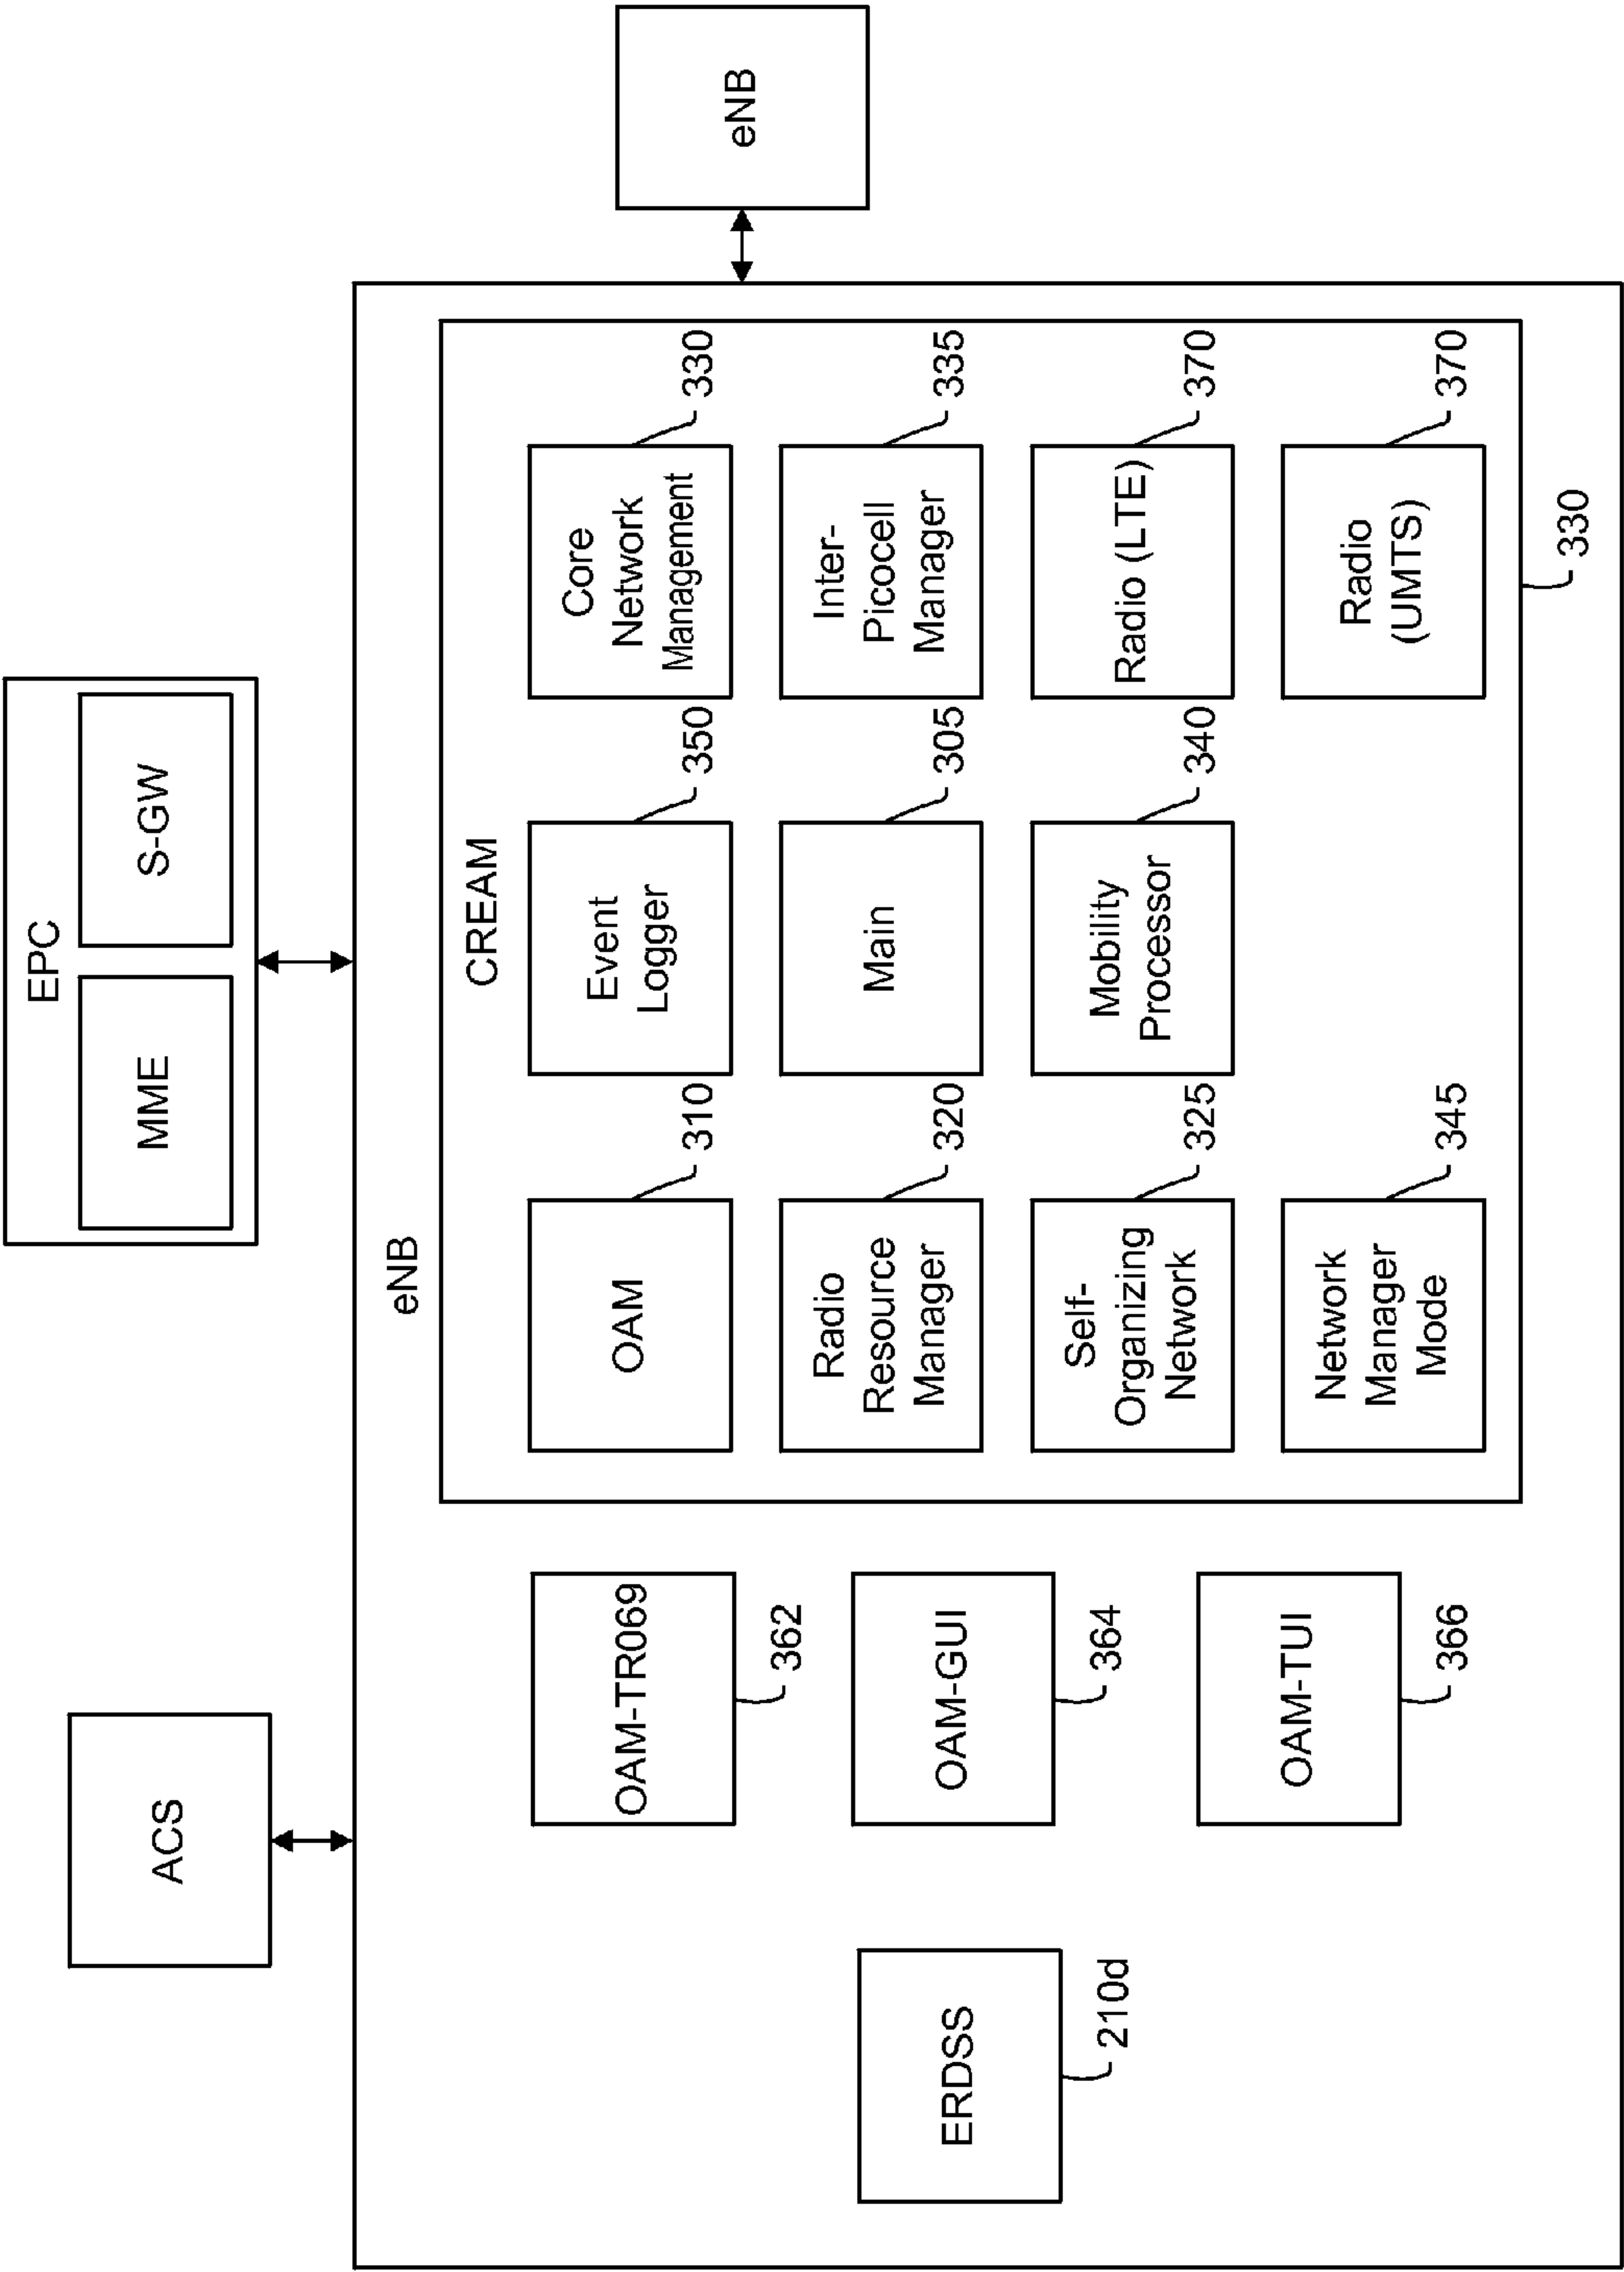 ACS
EPC
MME
S-GW
eNB
eNB
CREAM
ERDSS
210d
OAM-TR069
362
OAM-GUI
364
OAM-TUI
366
OAM
310
Event
Logger
350
Core
Network
Management
330
Radio
Resource
Manager
320
Main
305
Inter-
Picocell
Manager
335
Self-
Organizing
Network
325
Mobility
Processor
340
Radio (LTE)
370
Network
Manager
Mode
345
Radio
(UMTS)
370
330